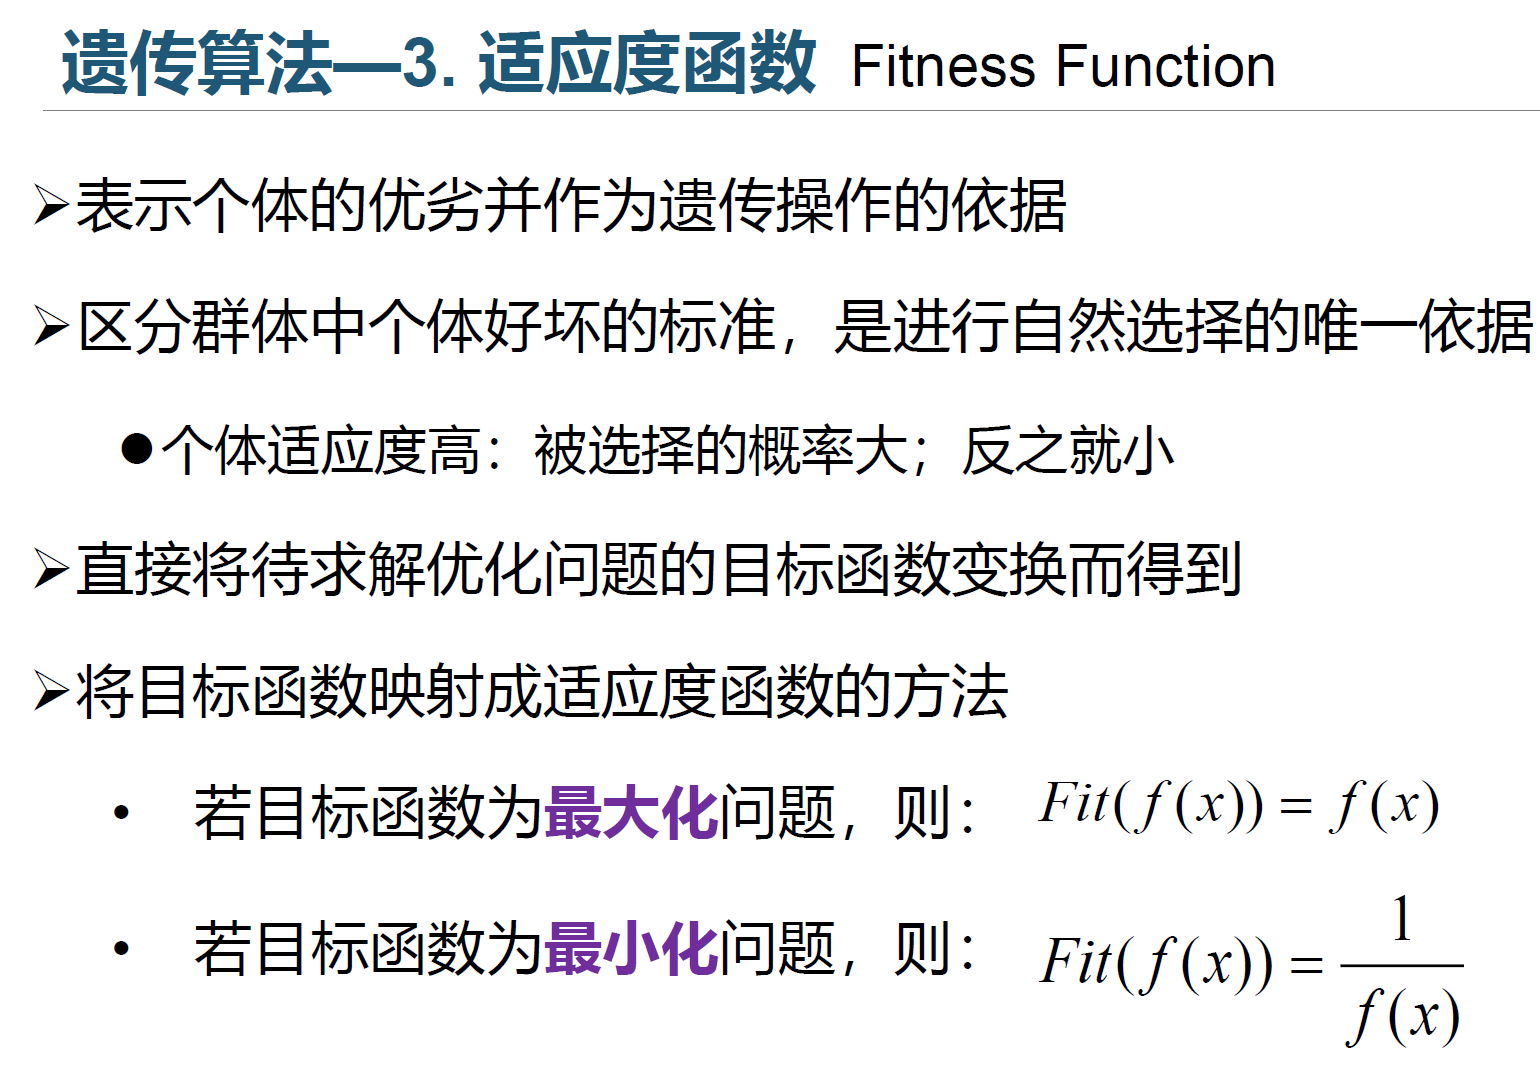 遗传算法—3. 适应度函数 Fitness Function
➢表示个体的优劣并作为遗传操作的依据
➢区分群体中个体好坏的标准，是进行自然选择的唯一依据
●个体适应度高：被选择的概率大；反之就小
➢直接将待求解优化问题的目标函数变换而得到
➢将目标函数映射成适应度函数的方法
• 若目标函数为最大化问题，则： Fit(f(x)) = f(x)
• 若目标函数为最小化问题，则： Fit(f(x)) = 1/f(x)